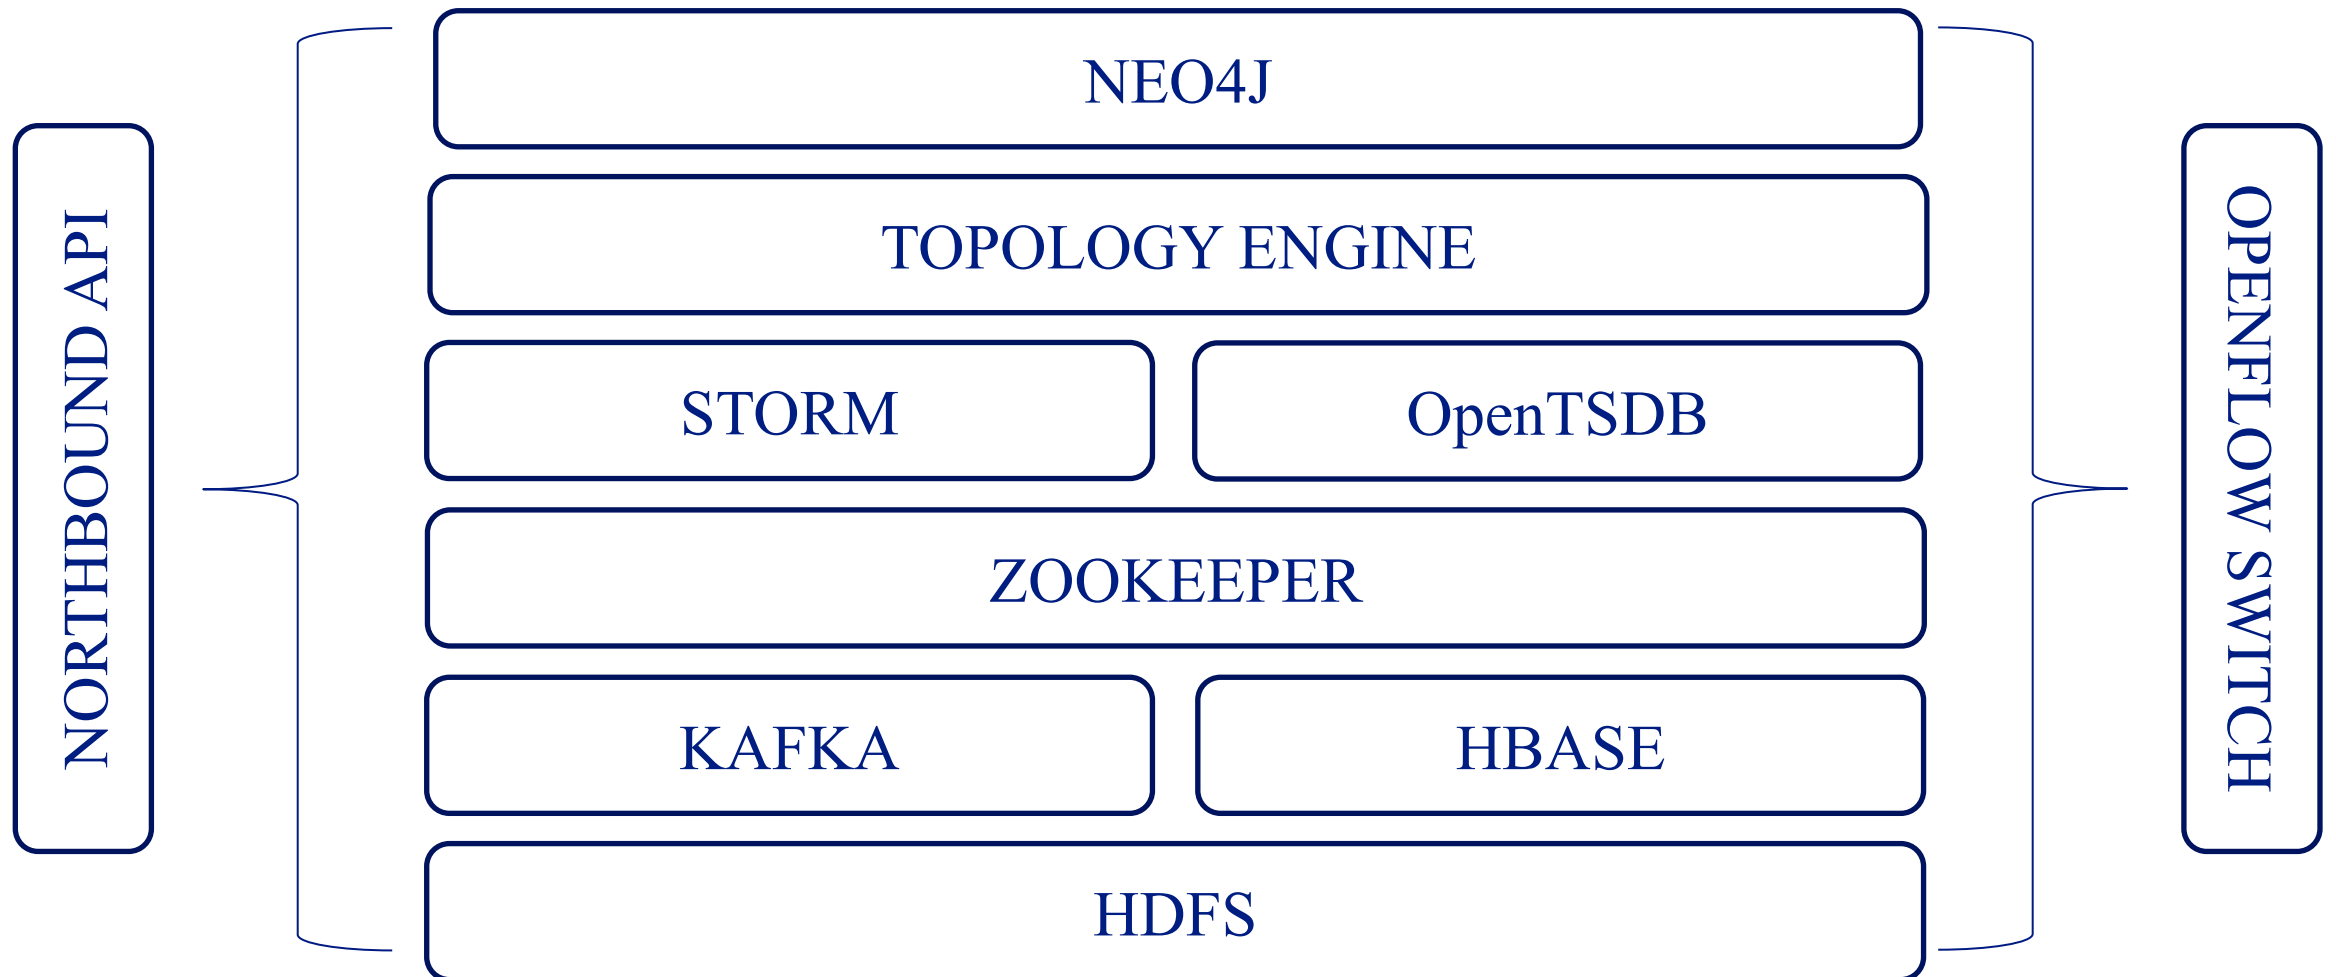 NORTHBOUND API
NEO4J
TOPOLOGY ENGINE
STORM
OpenTSDB
ZOOKEEPER
KAFKA
HBASE
HDFS
OPENFLOW SWITCH